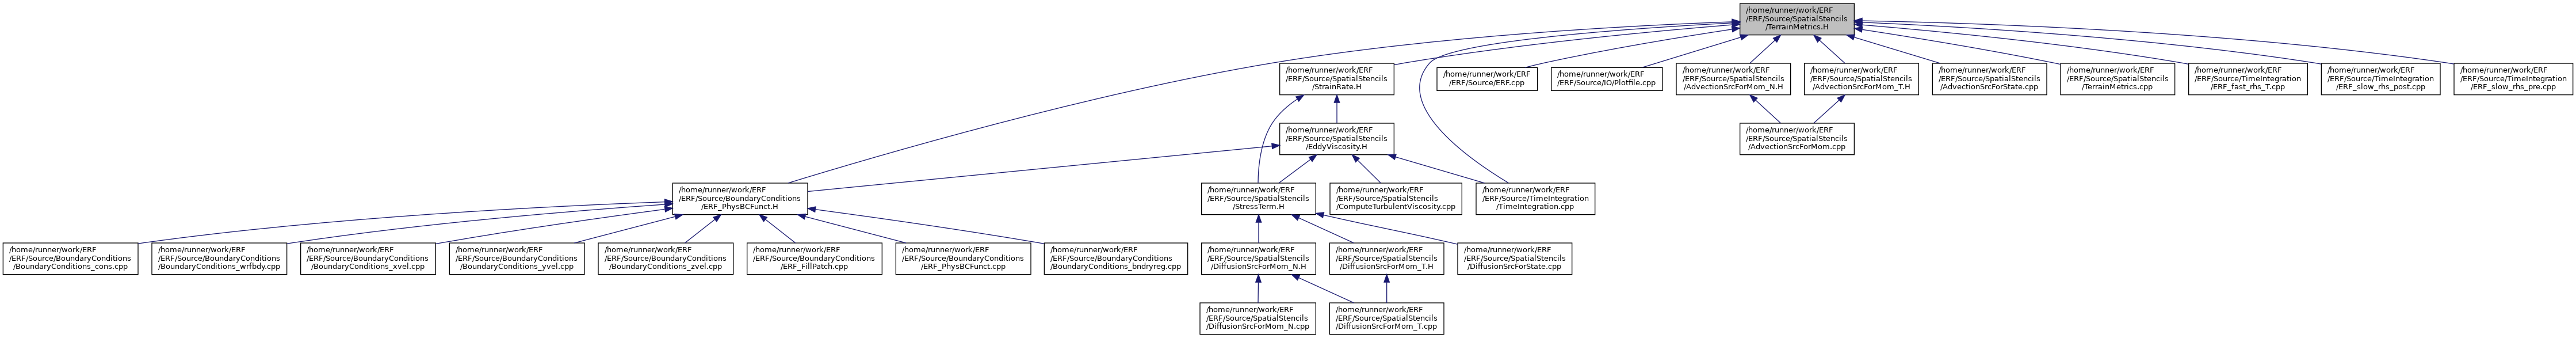 /home/runner/work/ERF
/ERF/Source/SpatialStencils
/TerrainMetrics.H
/home/runner/work/ERF
/ERF/Source/SpatialStencils
/StrainRate.H
/home/runner/work/ERF
/ERF/Source/ERF.cpp
/home/runner/work/ERF
/ERF/Source/IO/Plotfile.cpp
/home/runner/work/ERF
/ERF/Source/SpatialStencils
/AdvectionSrcForMom_N.H
/home/runner/work/ERF
/ERF/Source/SpatialStencils
/AdvectionSrcForMom_T.H
/home/runner/work/ERF
/ERF/Source/SpatialStencils
/AdvectionSrcForState.cpp
/home/runner/work/ERF
/ERF/Source/SpatialStencils
/TerrainMetrics.cpp
/home/runner/work/ERF
/ERF/Source/TimeIntegration
/ERF_fast_rhs_T.cpp
/home/runner/work/ERF
/ERF/Source/TimeIntegration
/ERF_slow_rhs_post.cpp
/home/runner/work/ERF
/ERF/Source/TimeIntegration
/ERF_slow_rhs_pre.cpp
/home/runner/work/ERF
/ERF/Source/SpatialStencils
/EddyViscosity.H
/home/runner/work/ERF
/ERF/Source/SpatialStencils
/AdvectionSrcForMom.cpp
/home/runner/work/ERF
/ERF/Source/BoundaryConditions
/ERF_PhysBCFunct.H
/home/runner/work/ERF
/ERF/Source/SpatialStencils
/StressTerm.H
/home/runner/work/ERF
/ERF/Source/SpatialStencils
/ComputeTurbulentViscosity.cpp
/home/runner/work/ERF
/ERF/Source/TimeIntegration
/TimeIntegration.cpp
/home/runner/work/ERF
/ERF/Source/BoundaryConditions
/BoundaryConditions_cons.cpp
/home/runner/work/ERF
/ERF/Source/BoundaryConditions
/BoundaryConditions_wrfbdy.cpp
/home/runner/work/ERF
/ERF/Source/BoundaryConditions
/BoundaryConditions_xvel.cpp
/home/runner/work/ERF
/ERF/Source/BoundaryConditions
/BoundaryConditions_yvel.cpp
/home/runner/work/ERF
/ERF/Source/BoundaryConditions
/BoundaryConditions_zvel.cpp
/home/runner/work/ERF
/ERF/Source/BoundaryConditions
/ERF_FillPatch.cpp
/home/runner/work/ERF
/ERF/Source/BoundaryConditions
/ERF_PhysBCFunct.cpp
/home/runner/work/ERF
/ERF/Source/BoundaryConditions
/BoundaryConditions_bndryreg.cpp
/home/runner/work/ERF
/ERF/Source/SpatialStencils
/DiffusionSrcForMom_N.H
/home/runner/work/ERF
/ERF/Source/SpatialStencils
/DiffusionSrcForMom_T.H
/home/runner/work/ERF
/ERF/Source/SpatialStencils
/DiffusionSrcForState.cpp
/home/runner/work/ERF
/ERF/Source/SpatialStencils
/DiffusionSrcForMom_N.cpp
/home/runner/work/ERF
/ERF/Source/SpatialStencils
/DiffusionSrcForMom_T.cpp